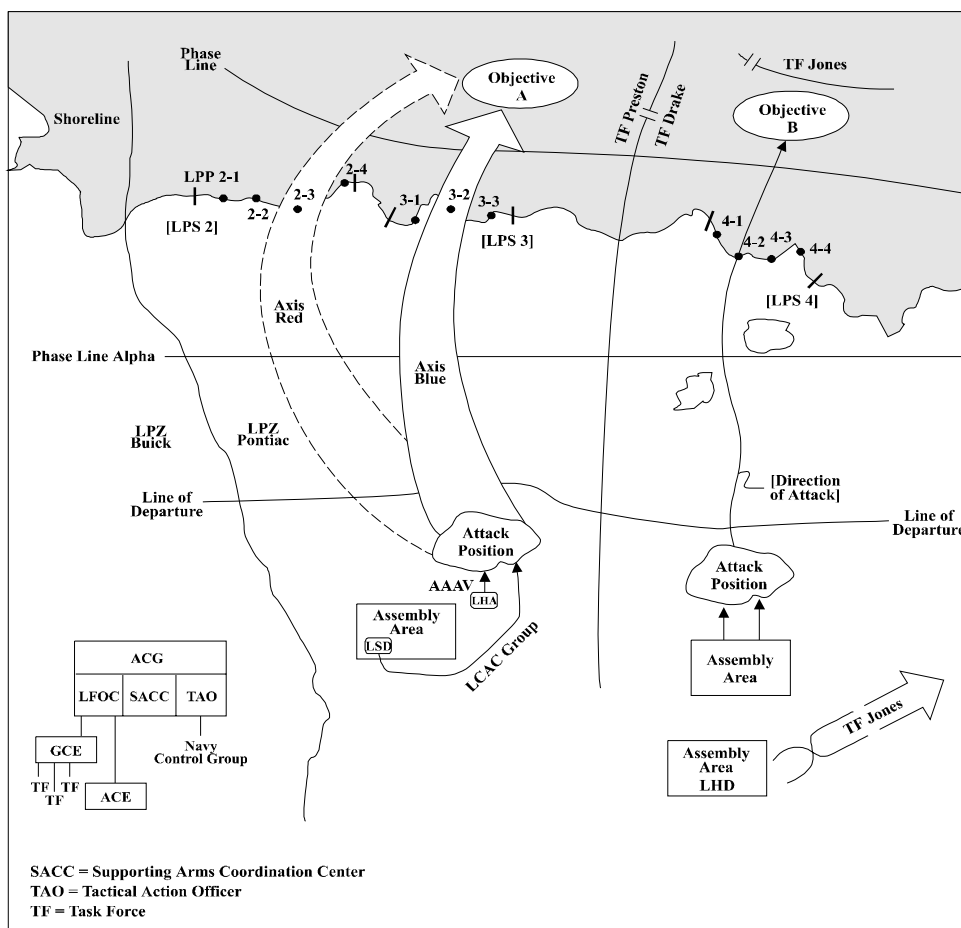 Phase
Line
TF Jones
Objective
A
Objective
B
TF Preston
TF Drake
Shoreline
LPP 2-1
2-2
2-3
2-4
3-1
3-2
3-3
4-1
4-2
4-3
4-4
[LPS 2]
[LPS 3]
[LPS 4]
Axis
Red
Axis
Blue
Phase Line Alpha
LPZ
Buick
LPZ
Pontiac
[Direction
of Attack]
Line of
Departure
Line of
Departure
Attack
Position
Attack
Position
AAAV
LHA
Assembly
Area
LSD
LCAC Group
Assembly
Area
ACG
LFOC
SACC
TAO
TF Jones
GCE
Navy
Control Group
TF
TF
TF
ACE
Assembly
Area
LHD
SACC = Supporting Arms Coordination Center
TAO = Tactical Action Officer
TF = Task Force